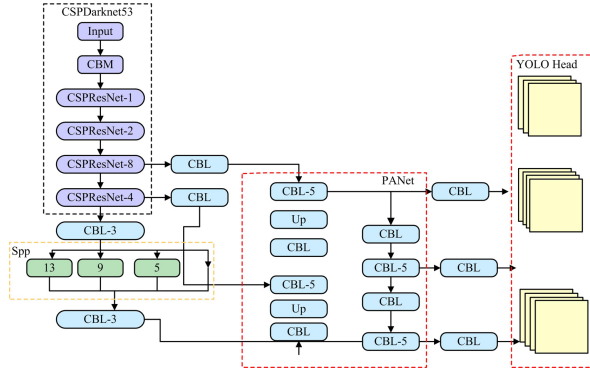 CSPDarknet53
Input
CBM
CSPResNet-1
CSPResNet-2
CSPResNet-8
CSPResNet-4
CBL-3
Spp
13
9
5
CBL-3
CBL
CBL
PANet
CBL-5
Up
CBL
CBL-5
Up
CBL
CBL
CBL-5
CBL
CBL-5
CBL
CBL
CBL
YOLO Head